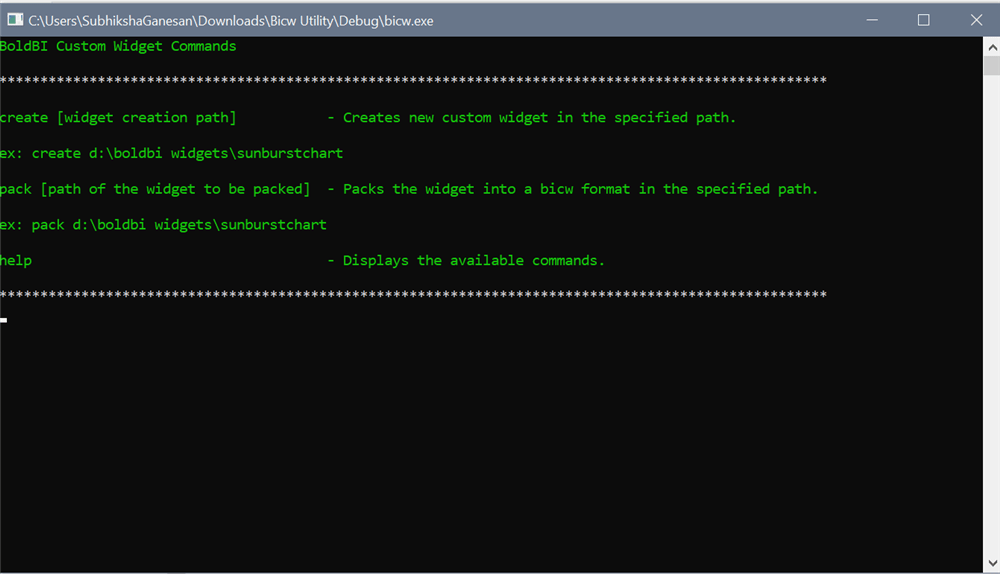 C:\Users\SubhikshaGanesan\Downloads\Bicw Utility\Debug\bicw.exe
BoldBI Custom Widget Commands
*****************************************************************************************************
create [widget creation path] - Creates new custom widget in the specified path.
ex: create d:\boldbi widgets\sunburstchart
pack [path of the widget to be packed] - Packs the widget into a bicw format in the specified path.
ex: pack d:\boldbi widgets\sunburstchart
help - Displays the available commands.
*****************************************************************************************************